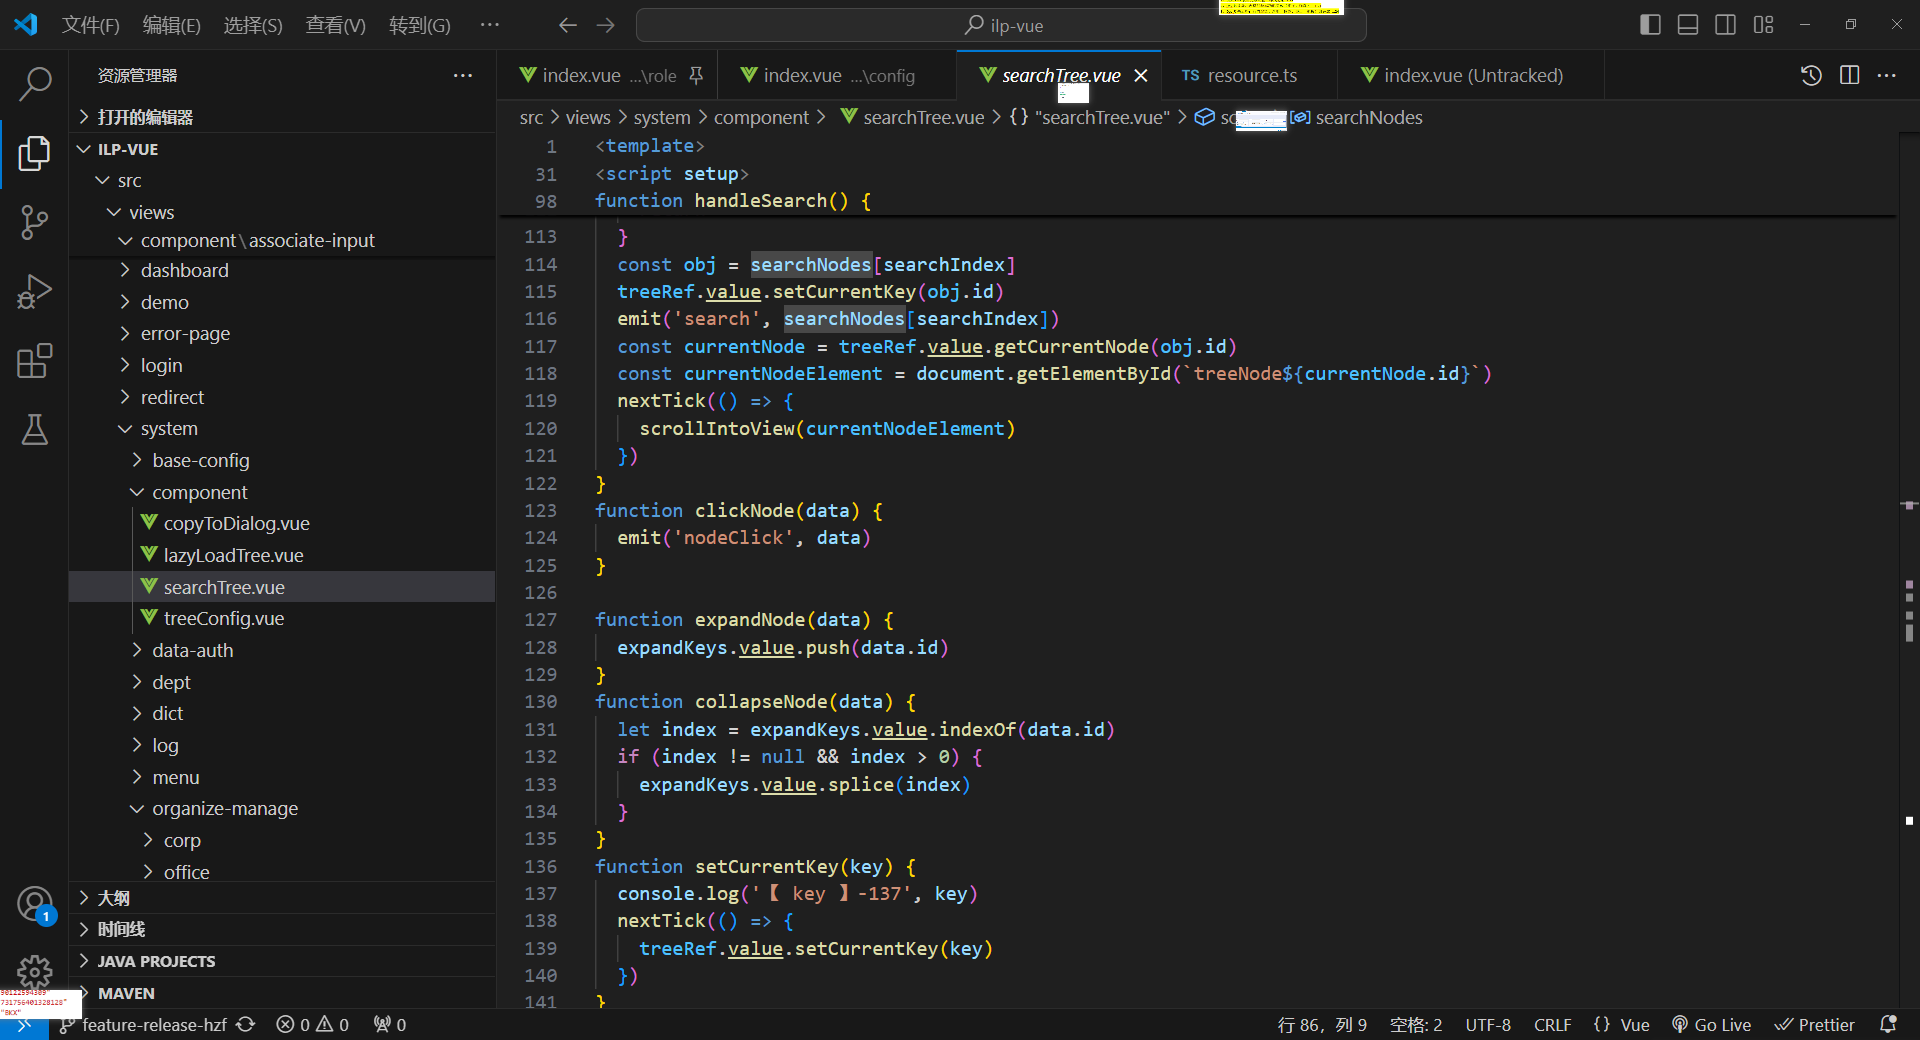 文件(F) 编辑(E) 选择(S) 查看(V) 转到(G) ··· ilp-vue
资源管理器
index.vue ...\role
index.vue ...\config
searchTree.vue
TS resource.ts
index.vue (Untracked)
打开的编辑器
ILP-VUE
src
views
component\associate-input
dashboard
demo
error-page
login
redirect
system
base-config
component
copyToDialog.vue
lazyLoadTree.vue
searchTree.vue
treeConfig.vue
data-auth
dept
dict
log
menu
organize-manage
corp
office
大纲
时间线
JAVA PROJECTS
MAVEN
src > views > system > component > searchTree.vue > {} "searchTree.vue" > searchNodes
1 <template>
31 <script setup>
98 function handleSearch() {
113 }
114 const obj = searchNodes[searchIndex]
115 treeRef.value.setCurrentKey(obj.id)
116 emit('search', searchNodes[searchIndex])
117 const currentNode = treeRef.value.getCurrentNode(obj.id)
118 const currentNodeElement = document.getElementById(`treeNode${currentNode.id}`)
119 nextTick(() => {
120 scrollIntoView(currentNodeElement)
121 })
122 }
123 function clickNode(data) {
124 emit('nodeClick', data)
125 }
126
127 function expandNode(data) {
128 expandKeys.value.push(data.id)
129 }
130 function collapseNode(data) {
131 let index = expandKeys.value.indexOf(data.id)
132 if (index != null && index > 0) {
133 expandKeys.value.splice(index)
134 }
135 }
136 function setCurrentKey(key) {
137 console.log('【 key 】-137', key)
138 nextTick(() => {
139 treeRef.value.setCurrentKey(key)
140 })
141 }
1
731756401328128"
"BKX"
feature-release-hzf 0 0 0
行 86，列 9 空格: 2 UTF-8 CRLF {} Vue Go Live Prettier